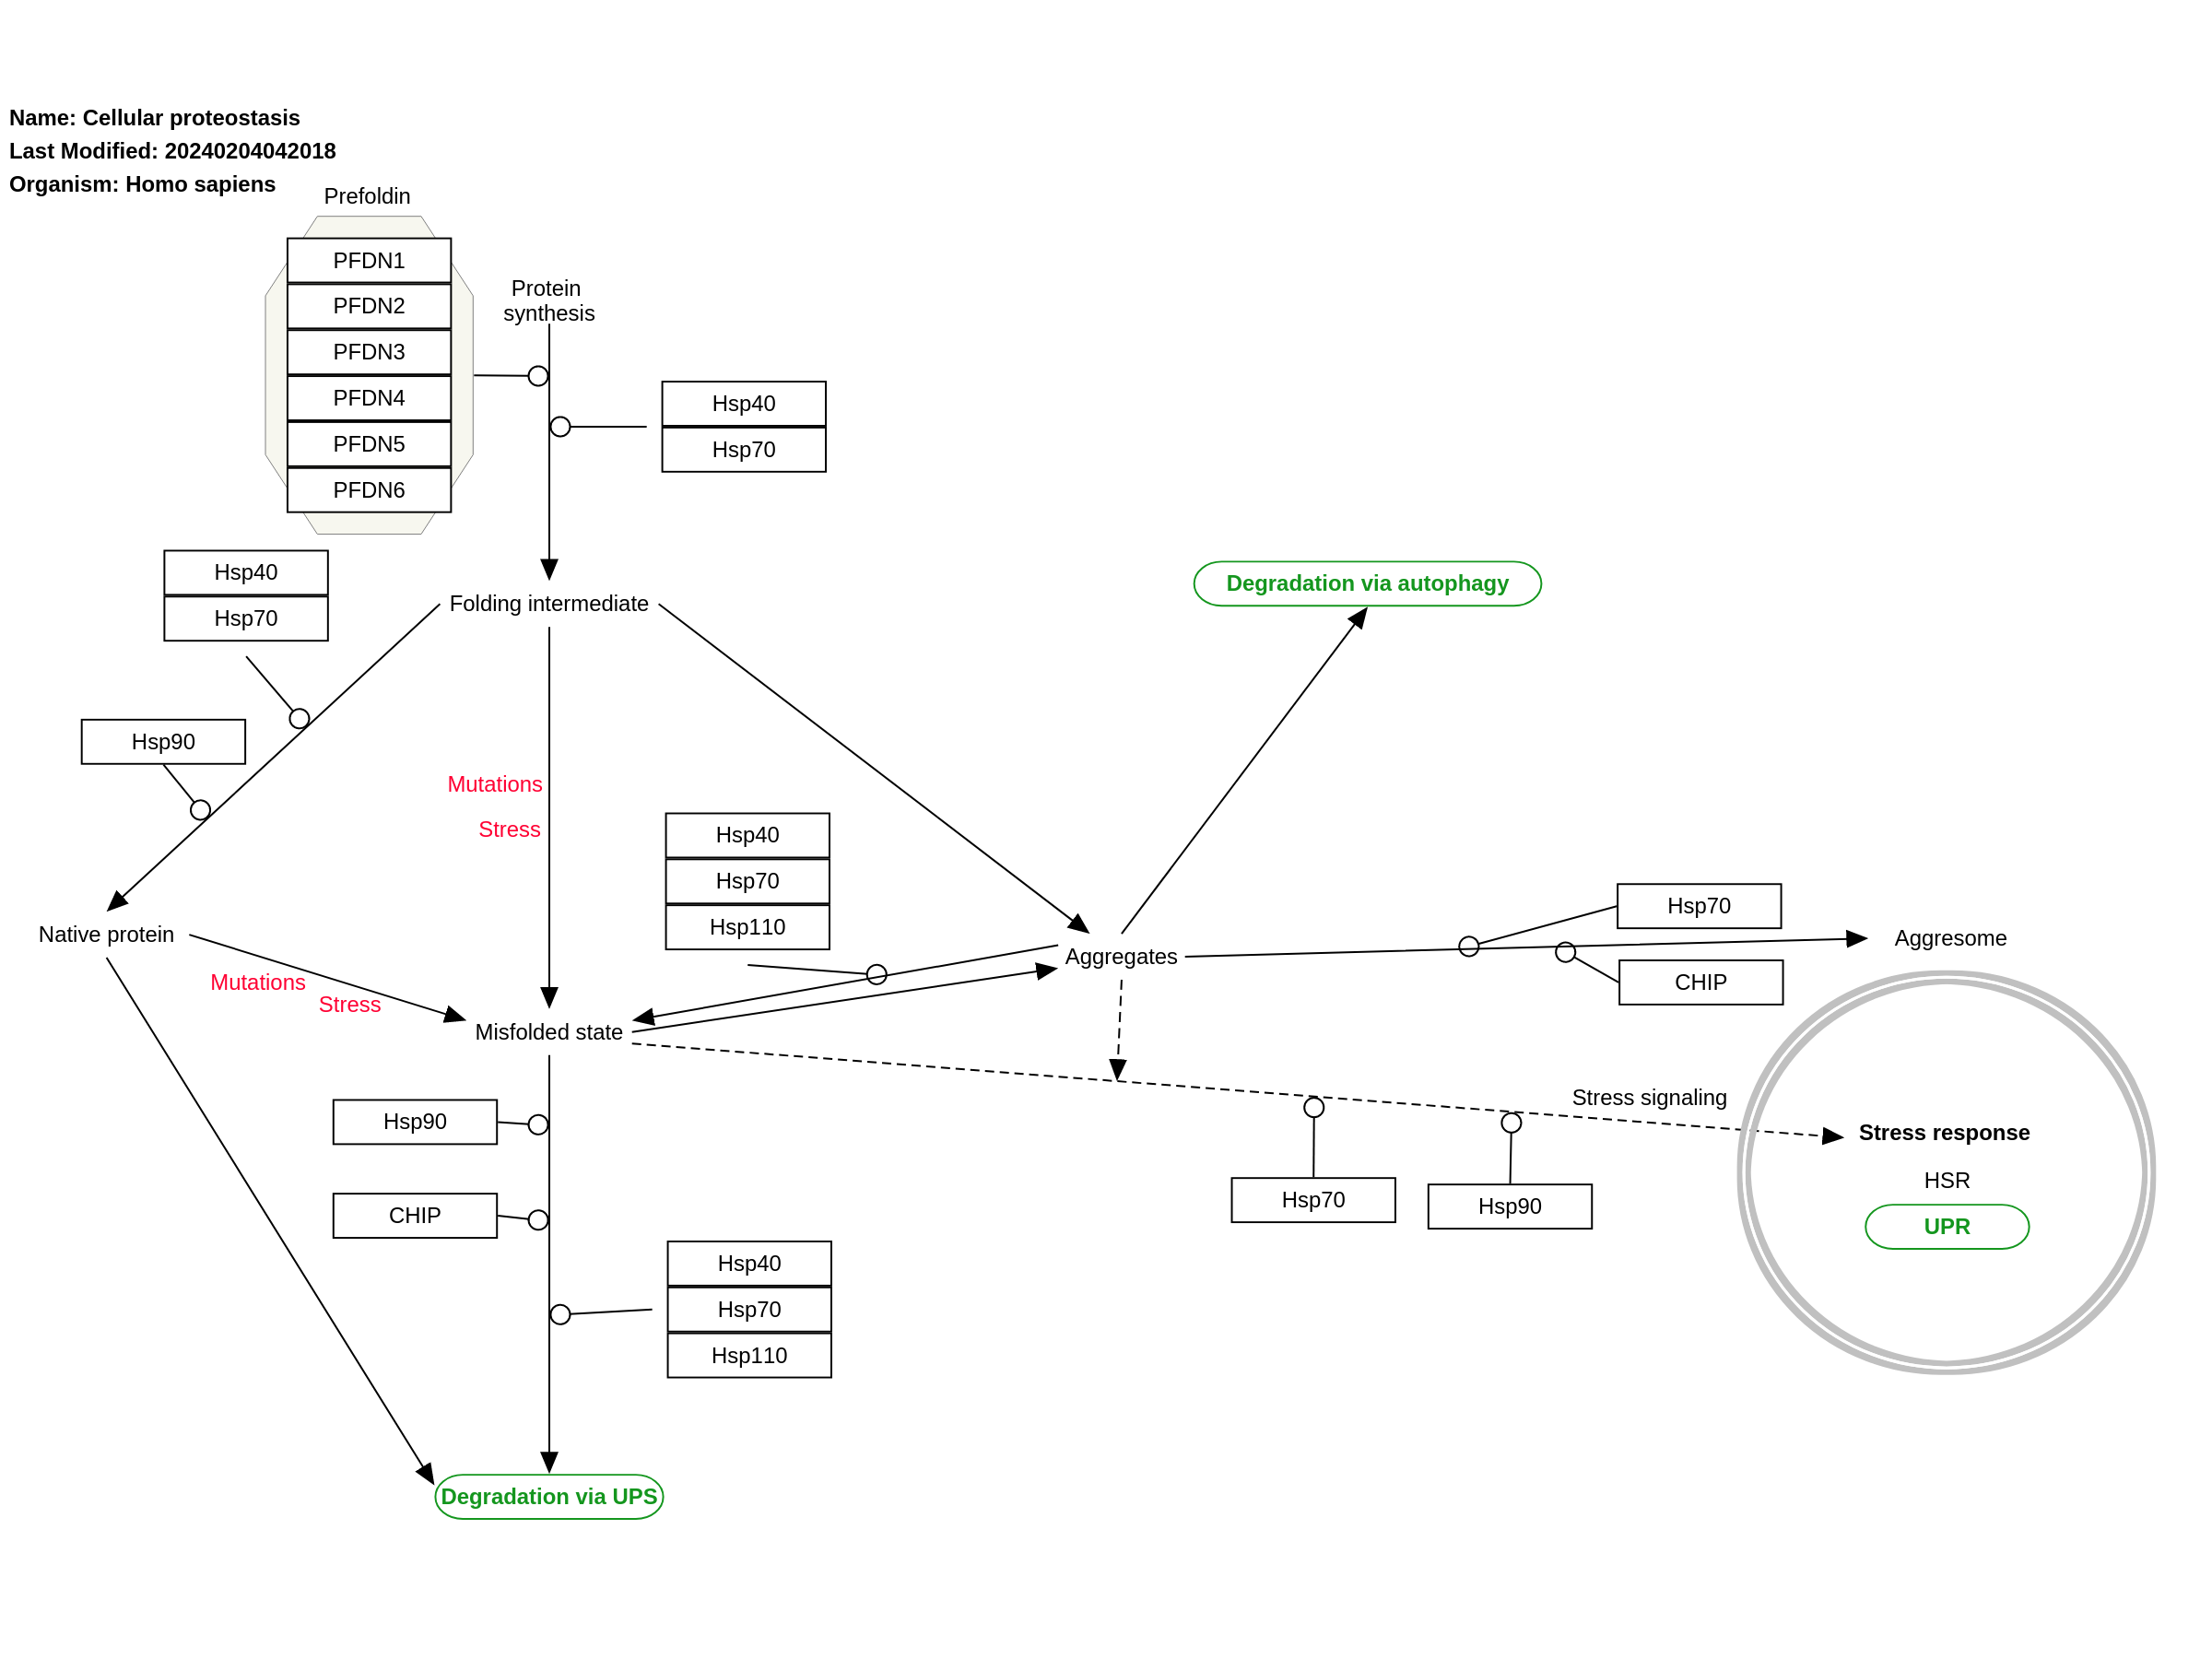 Name: Cellular proteostasis
Last Modified: 20240204042018
Organism: Homo sapiens
Prefoldin
PFDN1
PFDN2
PFDN3
PFDN4
PFDN5
PFDN6
Protein
synthesis
Hsp40
Hsp70
Hsp40
Hsp70
Hsp90
Folding intermediate
Degradation via autophagy
Mutations
Stress
Hsp40
Hsp70
Hsp110
Native protein
Mutations
Stress
Misfolded state
Aggregates
Hsp70
CHIP
Aggresome
Stress signaling
Stress response
HSR
UPR
Hsp90
CHIP
Hsp70
Hsp90
Hsp40
Hsp70
Hsp110
Degradation via UPS